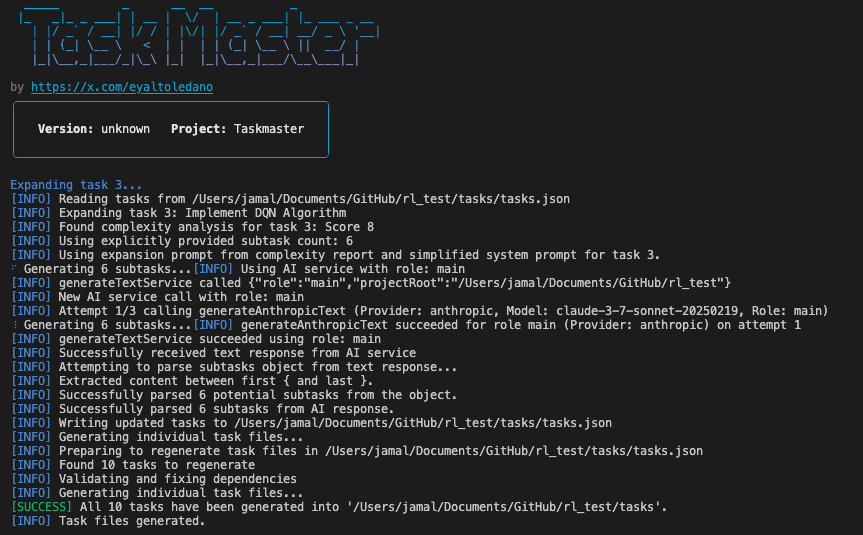 Task Master
by https://x.com/eyaltoledano
Version: unknown   Project: Taskmaster
Expanding task 3...
[INFO] Reading tasks from /Users/jamal/Documents/GitHub/rl_test/tasks/tasks.json
[INFO] Expanding task 3: Implement DQN Algorithm
[INFO] Found complexity analysis for task 3: Score 8
[INFO] Using explicitly provided subtask count: 6
[INFO] Using expansion prompt from complexity report and simplified system prompt for task 3.
Generating 6 subtasks...[INFO] Using AI service with role: main
[INFO] generateTextService called {"role":"main","projectRoot":"/Users/jamal/Documents/GitHub/rl_test"}
[INFO] New AI service call with role: main
[INFO] Attempt 1/3 calling generateAnthropicText (Provider: anthropic, Model: claude-3-7-sonnet-20250219, Role: main)
Generating 6 subtasks...[INFO] generateAnthropicText succeeded for role main (Provider: anthropic) on attempt 1
[INFO] generateTextService succeeded using role: main
[INFO] Successfully received text response from AI service
[INFO] Attempting to parse subtasks object from text response...
[INFO] Extracted content between first { and last }.
[INFO] Successfully parsed 6 potential subtasks from the object.
[INFO] Successfully parsed 6 subtasks from AI response.
[INFO] Writing updated tasks to /Users/jamal/Documents/GitHub/rl_test/tasks/tasks.json
[INFO] Generating individual task files...
[INFO] Preparing to regenerate task files in /Users/jamal/Documents/GitHub/rl_test/tasks/tasks.json
[INFO] Found 10 tasks to regenerate
[INFO] Validating and fixing dependencies
[INFO] Generating individual task files...
[SUCCESS] All 10 tasks have been generated into '/Users/jamal/Documents/GitHub/rl_test/tasks'.
[INFO] Task files generated.